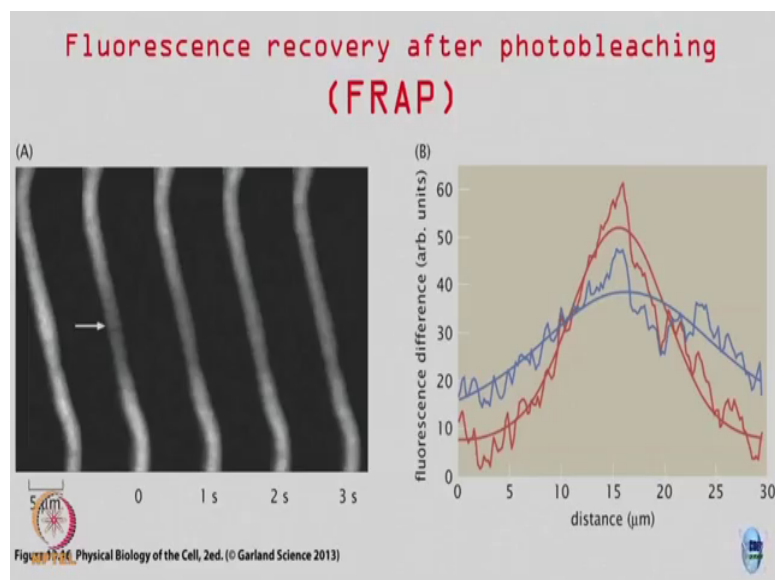 Fluorescence recovery after photobleaching
(FRAP)
(A)
(B)
5 µm
0
1 s
2 s
3 s
fluorescence difference (arb. units)
60
50
40
30
20
10
0
0
5
10
15
20
25
30
distance (µm)
Physical Biology of the Cell, 2ed. (© Garland Science 2013)